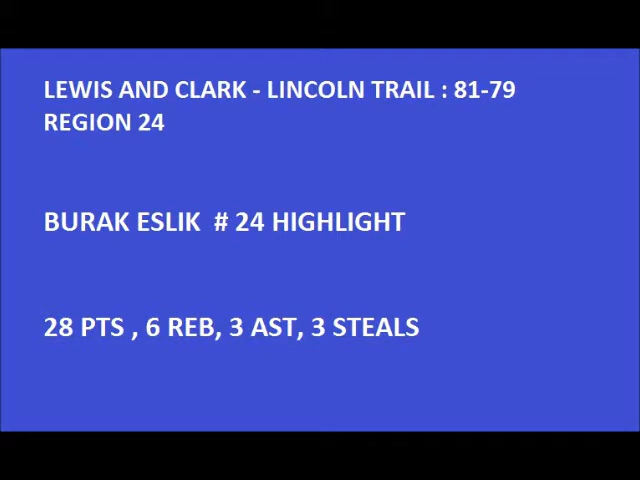 LEWIS AND CLARK - LINCOLN TRAIL : 81-79
REGION 24
BURAK ESLIK  # 24 HIGHLIGHT
28 PTS , 6 REB, 3 AST, 3 STEALS